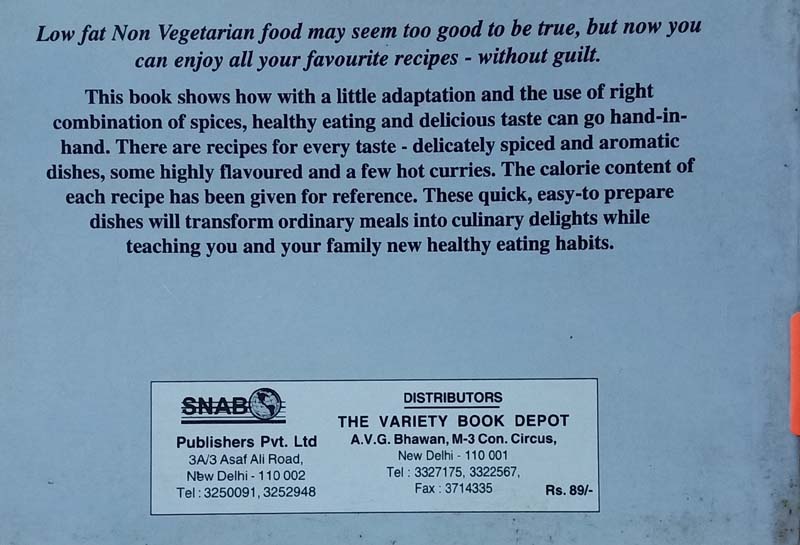 Low fat Non Vegetarian food may seem too good to be true, but now you
can enjoy all your favourite recipes - without guilt.
This book shows how with a little adaptation and the use of right
combination of spices, healthy eating and delicious taste can go hand-in-
hand. There are recipes for every taste - delicately spiced and aromatic
dishes, some highly flavoured and a few hot curries. The calorie content of
each recipe has been given for reference. These quick, easy-to prepare
dishes will transform ordinary meals into culinary delights while
teaching you and your family new healthy eating habits.
SNAB
Publishers Pvt. Ltd
3A/3 Asaf Ali Road,
New Delhi - 110 002
Tel : 3250091, 3252948
DISTRIBUTORS
THE VARIETY BOOK DEPOT
A.V.G. Bhawan, M-3 Con. Circus,
New Delhi - 110 001
Tel : 3327175, 3322567,
Fax : 3714335
Rs. 89/-